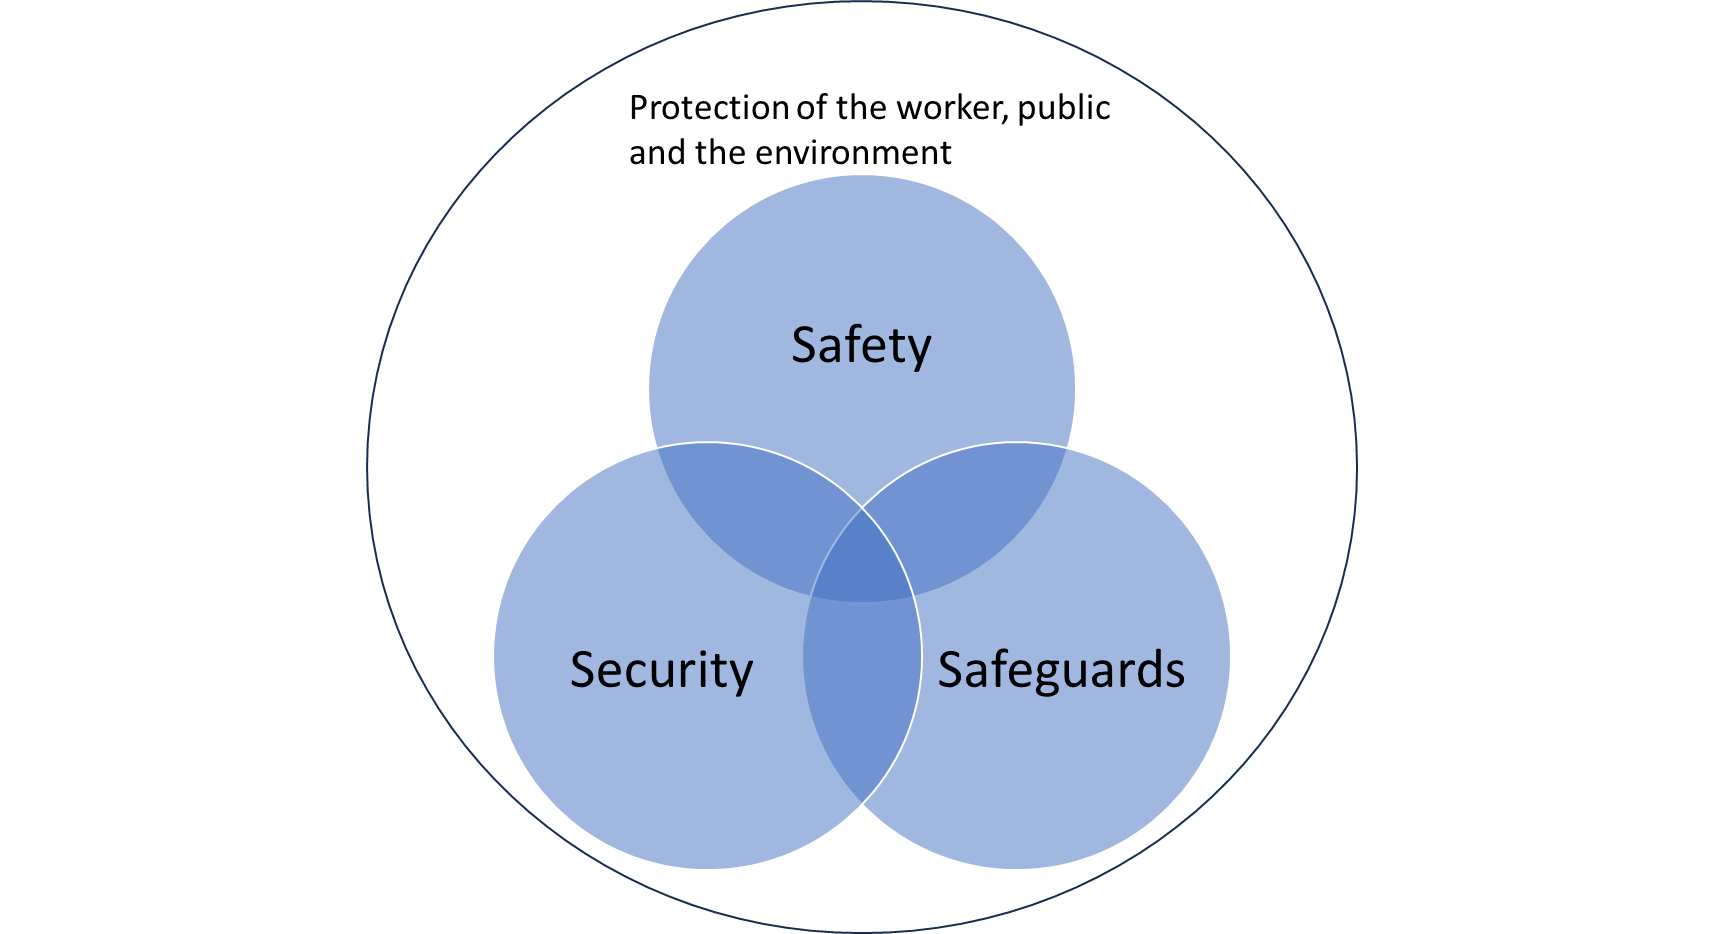 Protection of the worker, public
and the environment
Safety
Security
Safeguards